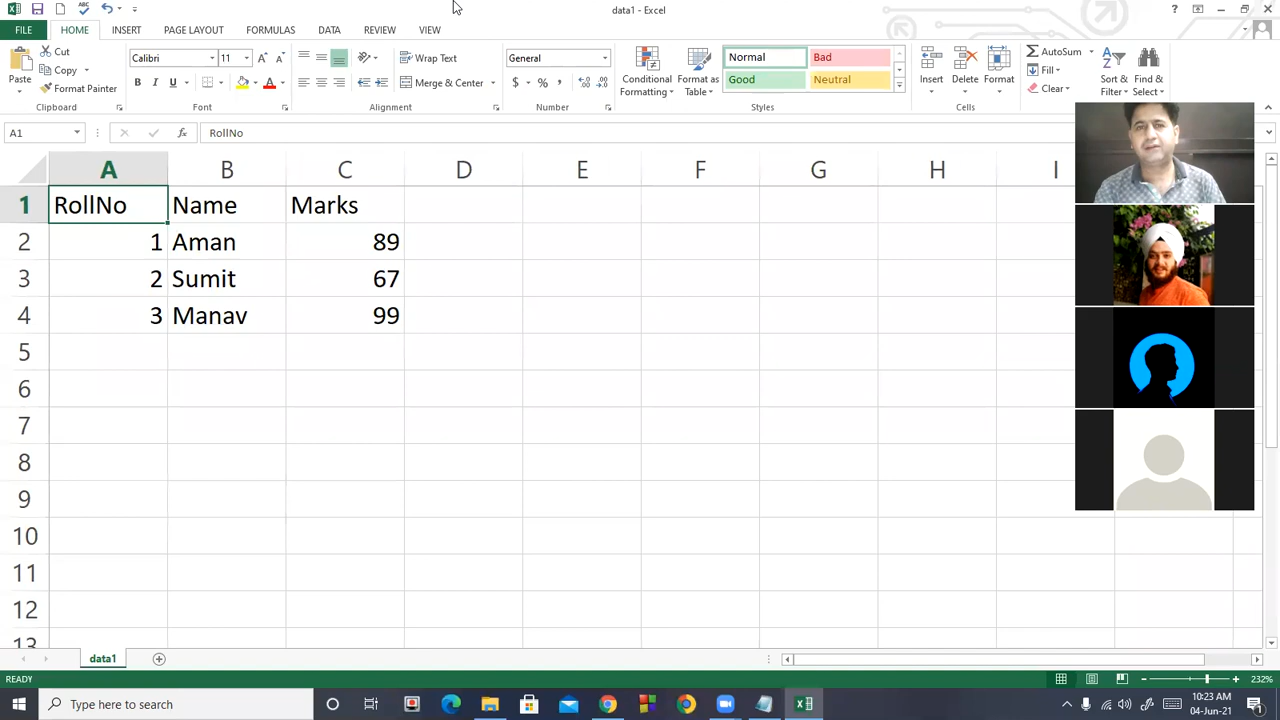 data1 - Excel
FILE HOME INSERT PAGE LAYOUT FORMULAS DATA REVIEW VIEW
Paste
Cut
Copy
Format Painter
Clipboard
Calibri 11
B I U
Font
Wrap Text
Merge & Center
Alignment
General
$ % ,
Number
Conditional Formatting
Format as Table
Normal Bad
Good Neutral
Styles
Insert Delete Format
Cells
AutoSum
Fill
Clear
Sort & Filter
Find & Select
A1 fx RollNo
A B C D E F G H I
1 RollNo Name Marks
2 1 Aman 89
3 2 Sumit 67
4 3 Manav 99
5
6
7
8
9
10
11
12
13
data1
READY 232%
Type here to search
10:23 AM
04-Jun-21